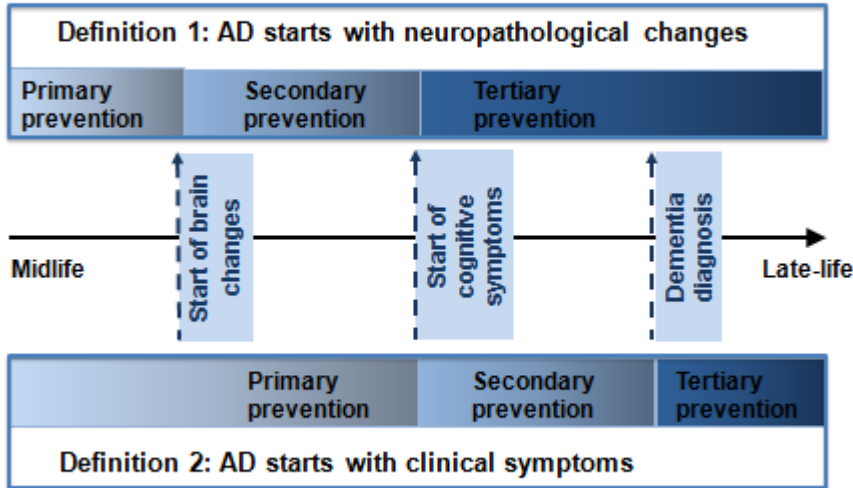 Definition 1: AD starts with neuropathological changes
Primary
prevention
Secondary
prevention
Tertiary
prevention
Start of brain
changes
Start of
cognitive
symptoms
Dementia
diagnosis
Midlife
Late-life
Primary
prevention
Secondary
prevention
Tertiary
prevention
Definition 2: AD starts with clinical symptoms